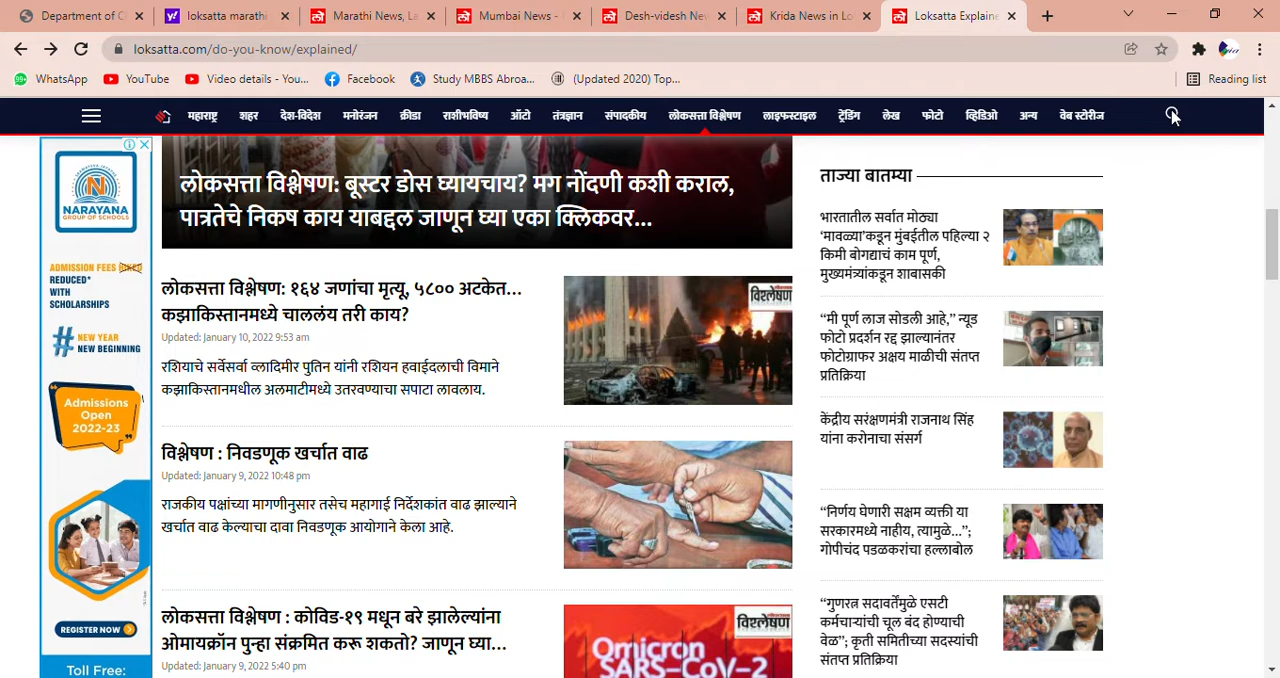 Department of C
loksatta marathi
Marathi News, La
Mumbai News -
Desh-videsh New
Krida News in Lo
Loksatta Explaine
loksatta.com/do-you-know/explained/
99+
WhatsApp
YouTube
Video details - You...
Facebook
Study MBBS Abroa...
(Updated 2020) Top...
Reading list
महाराष्ट्र
शहर
देश-विदेश
मनोरंजन
क्रीडा
राशीभविष्य
ऑटो
तंत्रज्ञान
संपादकीय
लोकसत्ता विश्लेषण
लाइफस्टाइल
ट्रेंडिंग
लेख
फोटो
व्हिडिओ
अन्य
वेब स्टोरीज
N
NARAYANA
GROUP OF SCHOOLS
ADMISSION FEES HIKED
REDUCED*
WITH
SCHOLARSHIPS
# NEW YEAR
NEW BEGINNING
Admissions
Open
2022-23
REGISTER NOW
Toll Free:
लोकसत्ता विश्लेषण: बूस्टर डोस घ्यायचाय? मग नोंदणी कशी कराल,
पात्रतेचे निकष काय याबद्दल जाणून घ्या एका क्लिकवर...
लोकसत्ता विश्लेषण: १६४ जणांचा मृत्यू, ५८०० अटकेत...
कझाकिस्तानमध्ये चाललंय तरी काय?
Updated: January 10, 2022 9:53 am
रशियाचे सर्वेसर्वा व्लादिमीर पुतिन यांनी रशियन हवाईदलाची विमाने
कझाकिस्तानमधील अलमाटीमध्ये उतरवण्याचा सपाटा लावलाय.
विश्लेषण
विश्लेषण : निवडणूक खर्चात वाढ
Updated: January 9, 2022 10:48 pm
राजकीय पक्षांच्या मागणीनुसार तसेच महागाई निर्देशकांत वाढ झाल्याने
खर्चात वाढ केल्याचा दावा निवडणूक आयोगाने केला आहे.
लोकसत्ता विश्लेषण : कोविड-१९ मधून बरे झालेल्यांना
ओमायक्रॉन पुन्हा संक्रमित करू शकतो? जाणून घ्या...
Updated: January 9, 2022 5:40 pm
विश्लेषण
Omicron
SARS-CoV-2
ताज्या बातम्या
भारतातील सर्वात मोठ्या
‘मावळ्या’कडून मुंबईतील पहिल्या २
किमी बोगद्याचं काम पूर्ण,
मुख्यमंत्र्यांकडून शाबासकी
“मी पूर्ण लाज सोडली आहे,” न्यूड
फोटो प्रदर्शन रद्द झाल्यानंतर
फोटोग्राफर अक्षय माळीची संतप्त
प्रतिक्रिया
केंद्रीय सरंक्षणमंत्री राजनाथ सिंह
यांना करोनाचा संसर्ग
“निर्णय घेणारी सक्षम व्यक्ती या
सरकारमध्ये नाहीय, त्यामुळे...”;
गोपीचंद पडळकरांचा हल्लाबोल
“गुणरत्न सदावर्तेंमुळे एसटी
कर्मचाऱ्यांची चूल बंद होण्याची
वेळ”; कृती समितीच्या सदस्यांची
संतप्त प्रतिक्रिया